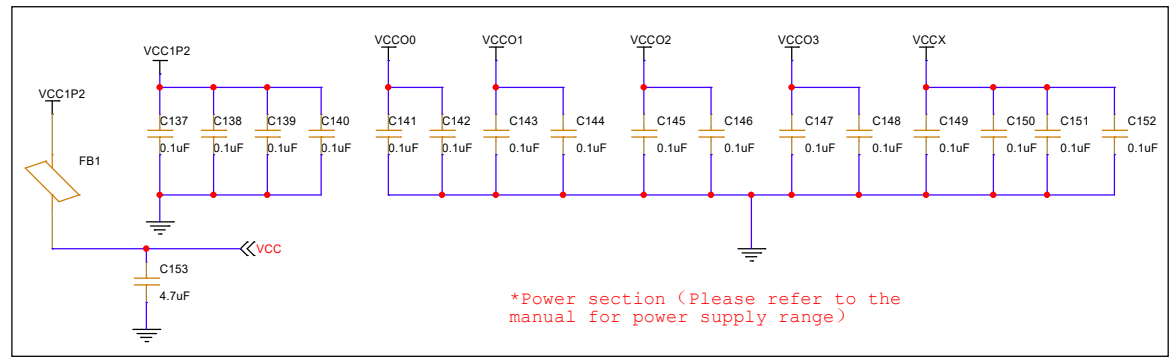 VCCO0 VCCO1 VCCO2 VCCO3 VCCX
VCC1P2
VCC1P2
C137 C138 C139 C140 C141 C142 C143 C144 C145 C146 C147 C148 C149 C150 C151 C152
0.1uF 0.1uF 0.1uF 0.1uF 0.1uF 0.1uF 0.1uF 0.1uF 0.1uF 0.1uF 0.1uF 0.1uF 0.1uF 0.1uF 0.1uF 0.1uF
FB1
VCC
C153
4.7uF
*Power section（Please refer to the
manual for power supply range）